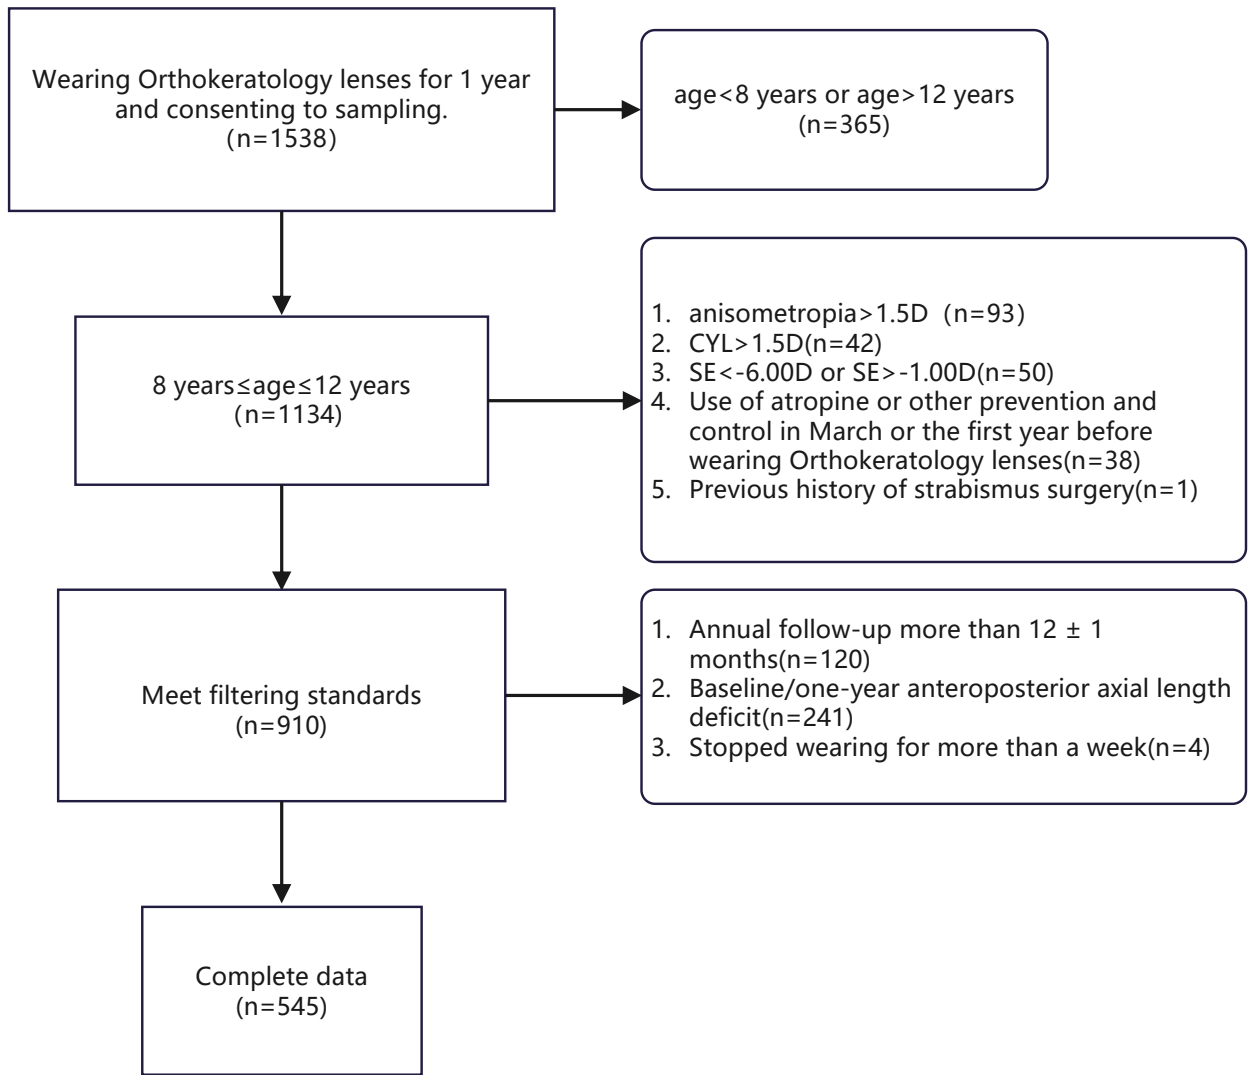 Wearing Orthokeratology lenses for 1 year
and consenting to sampling.
(n=1538)
age<8 years or age>12 years
(n=365)
8 years≤age≤12 years
(n=1134)
1. anisometropia>1.5D (n=93)
2. CYL>1.5D(n=42)
3. SE<-6.00D or SE>-1.00D(n=50)
4. Use of atropine or other prevention and
control in March or the first year before
wearing Orthokeratology lenses(n=38)
5. Previous history of strabismus surgery(n=1)
Meet filtering standards
(n=910)
1. Annual follow-up more than 12 ± 1
months(n=120)
2. Baseline/one-year anteroposterior axial length
deficit(n=241)
3. Stopped wearing for more than a week(n=4)
Complete data
(n=545)